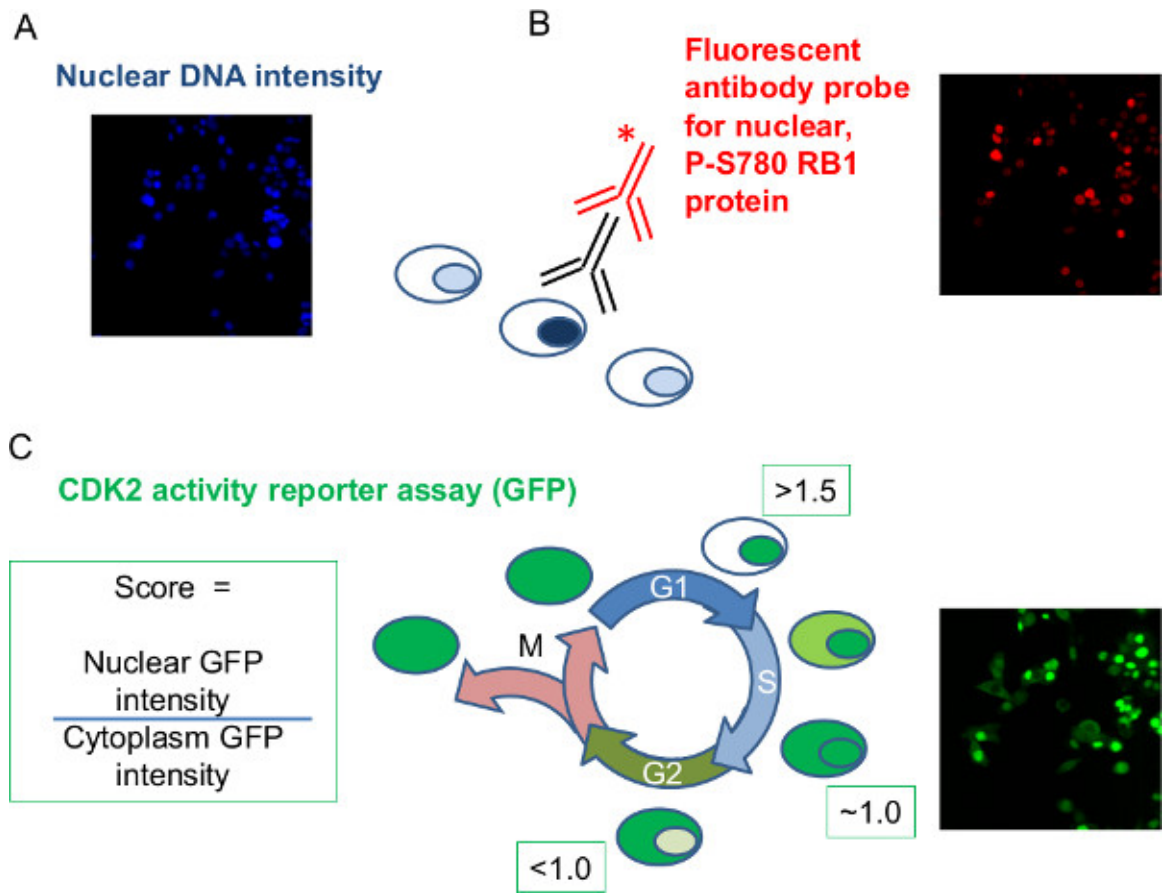 A
Nuclear DNA intensity
B
Fluorescent
antibody probe
for nuclear,
P-S780 RB1
protein
*
C
CDK2 activity reporter assay (GFP)
Score =
Nuclear GFP
intensity
Cytoplasm GFP
intensity
>1.5
G1
M
S
G2
~1.0
<1.0